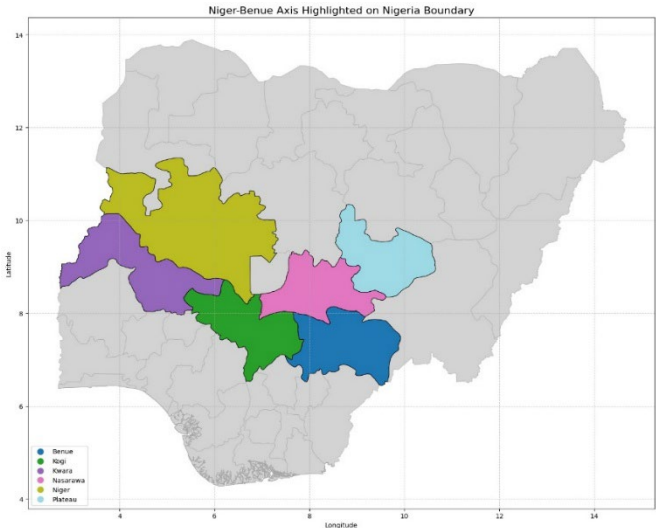 Niger-Benue Axis Highlighted on Nigeria Boundary
14
12
10
8
6
4
Latitude
Benue
Kogi
Kwara
Nasarawa
Niger
Plateau
4 6 8 10 12 14
Longitude